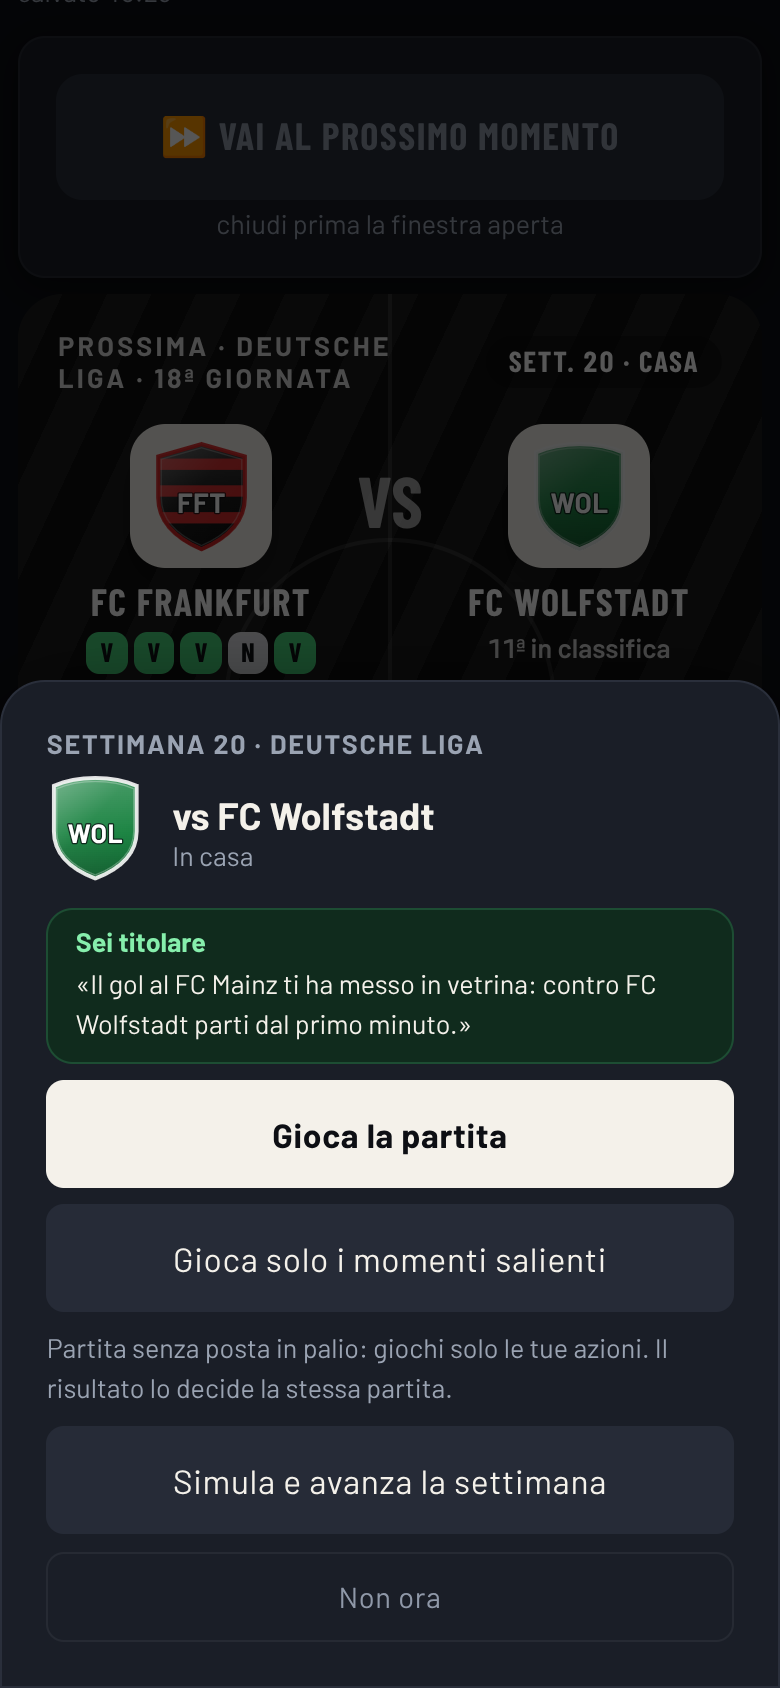 VAI AL PROSSIMO MOMENTO
chiudi prima la finestra aperta
PROSSIMA · DEUTSCHE
LIGA · 18ª GIORNATA
SETT. 20 · CASA
FFT
VS
WOL
FC FRANKFURT
FC WOLFSTADT
V V V N V
11ª in classifica
SETTIMANA 20 · DEUTSCHE LIGA
WOL
vs FC Wolfstadt
In casa
Sei titolare
«Il gol al FC Mainz ti ha messo in vetrina: contro FC
Wolfstadt parti dal primo minuto.»
Gioca la partita
Gioca solo i momenti salienti
Partita senza posta in palio: giochi solo le tue azioni. Il
risultato lo decide la stessa partita.
Simula e avanza la settimana
Non ora